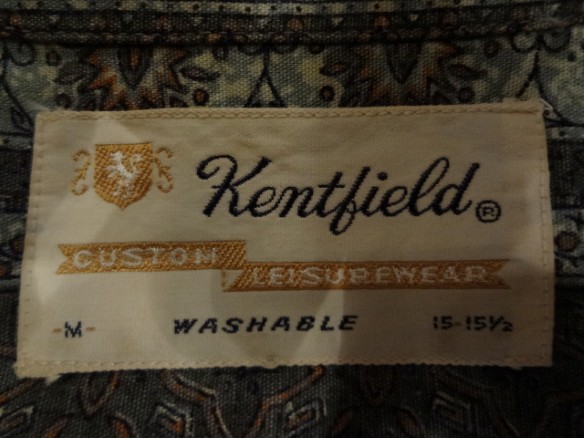 Kentfield ®
CUSTOM
LEISUREWEAR
-M- WASHABLE 15-15½